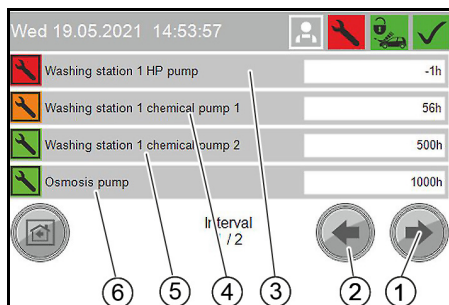 Wed 19.05.2021 14:53:57
Washing station 1 HP pump -1h
Washing station 1 chemical pump 1 56h
Washing station 1 chemical pump 2 500h
Osmosis pump 1000h
Interval
/ 2
6 5 4 3 2 1